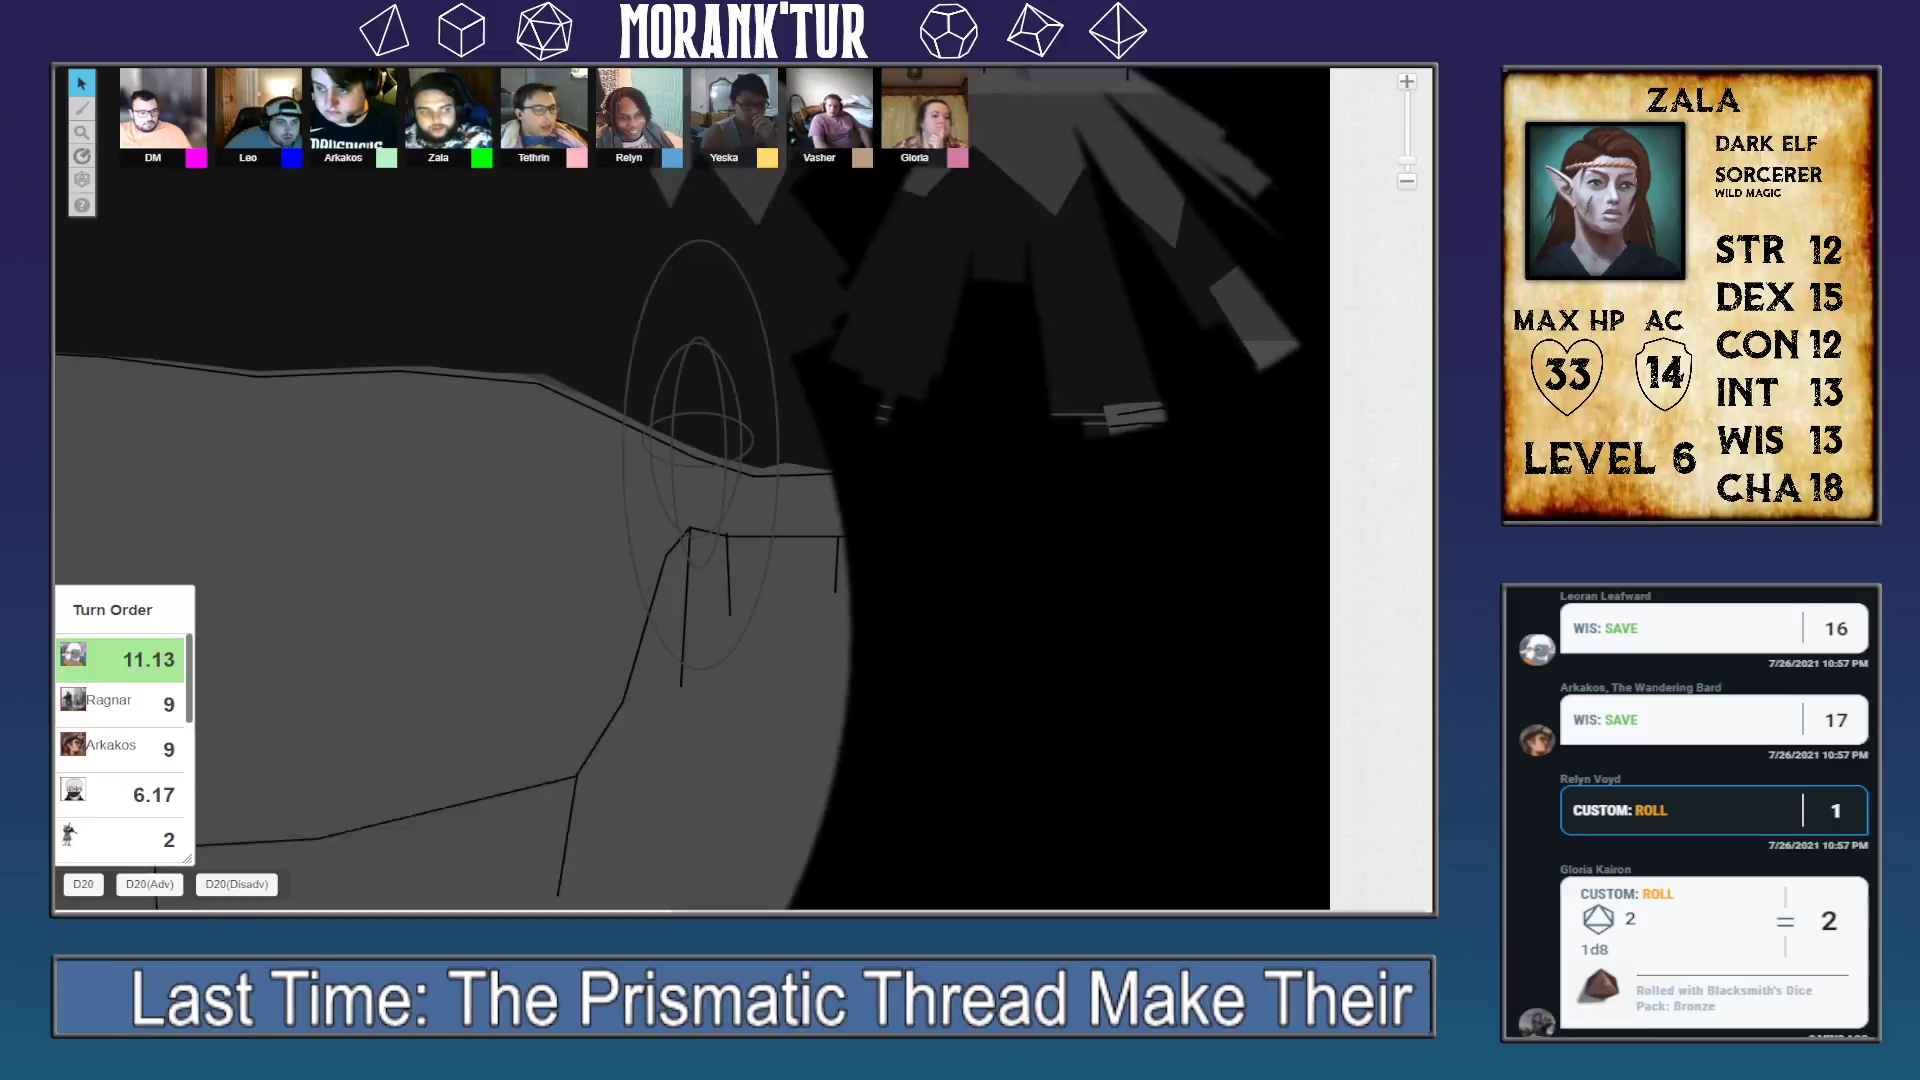 MORANK'TUR
DM
Leo
Arkakos
Zala
Tethrin
Relyn
Yeska
Vasher
Gloria
Turn Order
11.13
Ragnar 9
Arkakos 9
6.17
2
D20
D20(Adv)
D20(Disadv)
Last Time: The Prismatic Thread Make Their
ZALA
DARK ELF
SORCERER
WILD MAGIC
STR 12
DEX 15
CON 12
INT 13
WIS 13
CHA 18
MAX HP AC
33 14
LEVEL 6
Leoran Leafward
WIS: SAVE 16
7/26/2021 10:57 PM
Arkakos, The Wandering Bard
WIS: SAVE 17
7/26/2021 10:57 PM
Relyn Voyd
CUSTOM: ROLL 1
7/26/2021 10:57 PM
Gloria Kairon
CUSTOM: ROLL
2 = 2
1d8
Rolled with Blacksmith's Dice
Pack: Bronze